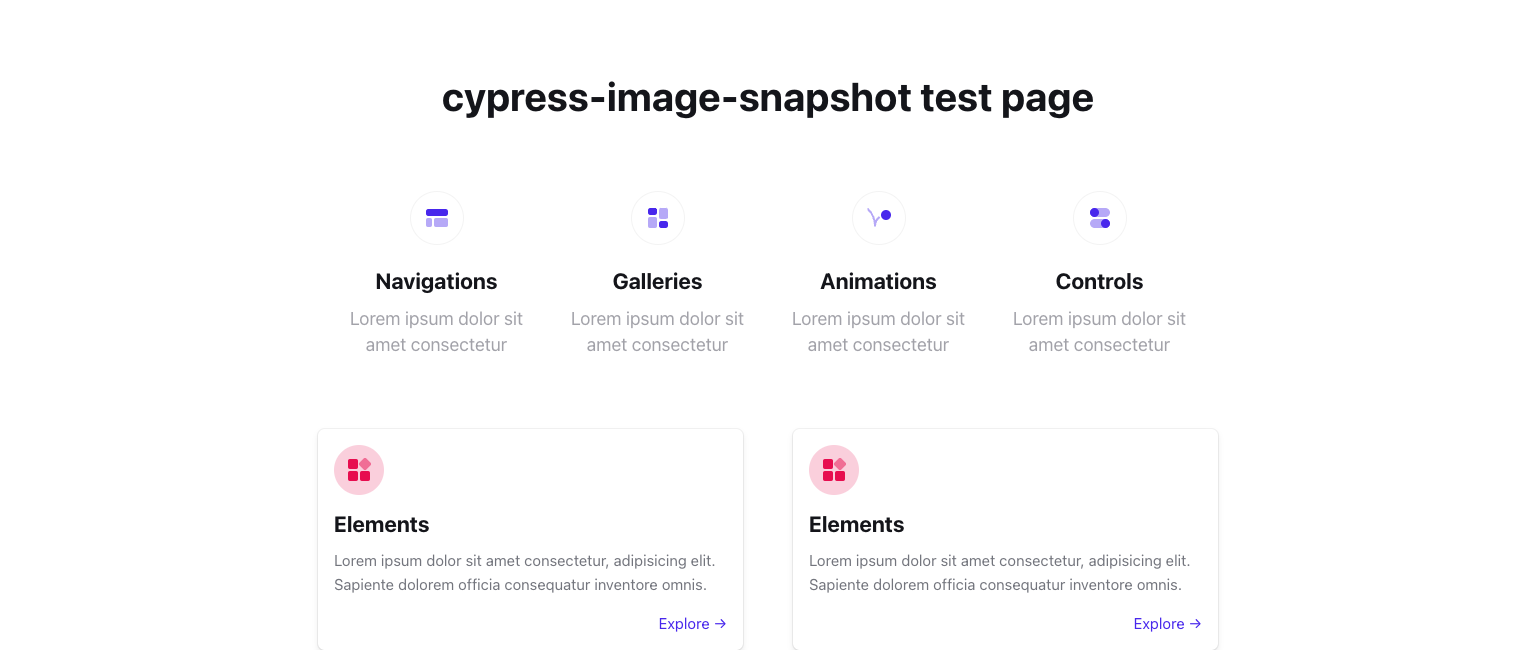 cypress-image-snapshot test page
Navigations
Lorem ipsum dolor sit
amet consectetur
Galleries
Lorem ipsum dolor sit
amet consectetur
Animations
Lorem ipsum dolor sit
amet consectetur
Controls
Lorem ipsum dolor sit
amet consectetur
Elements
Lorem ipsum dolor sit amet consectetur, adipisicing elit.
Sapiente dolorem officia consequatur inventore omnis.
Explore →
Elements
Lorem ipsum dolor sit amet consectetur, adipisicing elit.
Sapiente dolorem officia consequatur inventore omnis.
Explore →